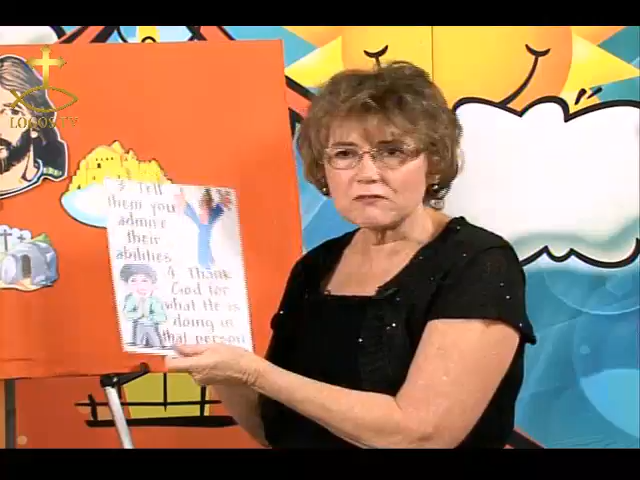 LOGOS TV
3. Tell
them you
admire
their
abilities
4. Thank
God for
what He is
doing in
that person